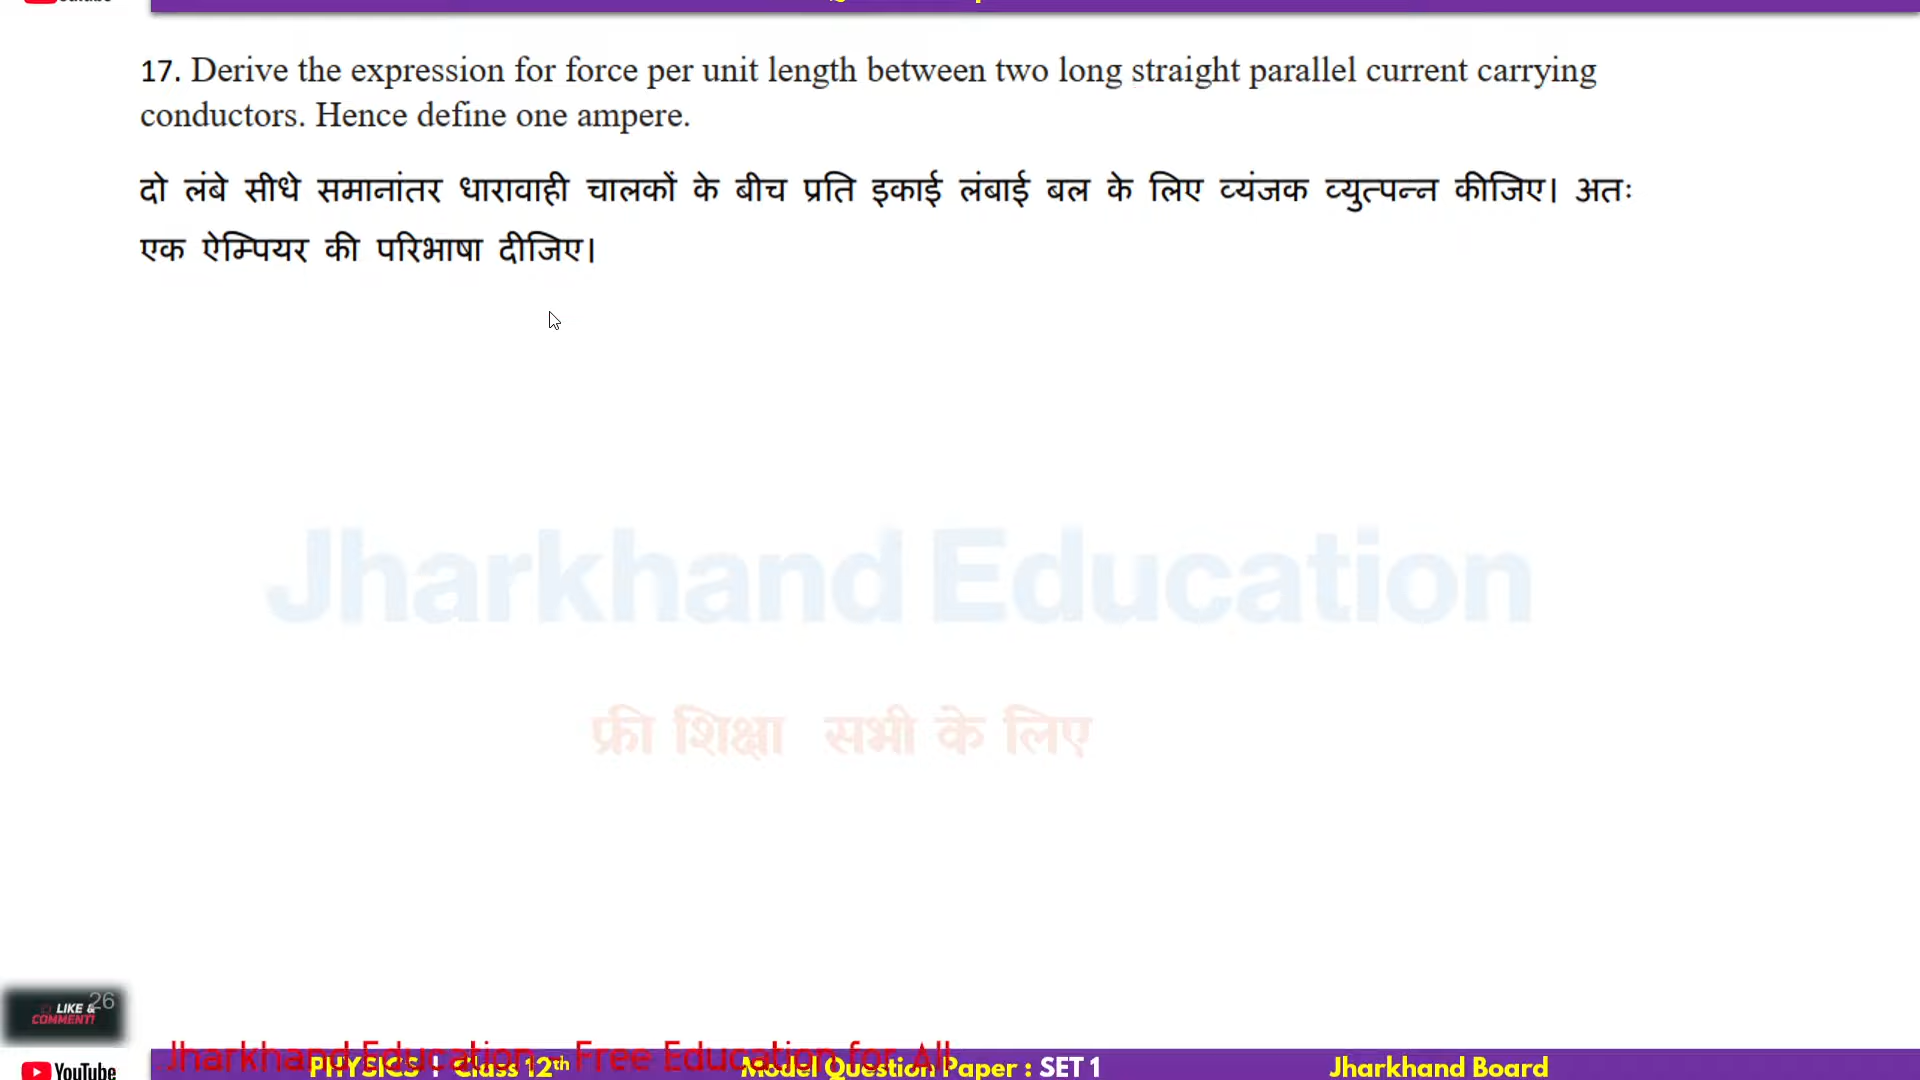 17. Derive the expression for force per unit length between two long straight parallel current carrying
conductors. Hence define one ampere.
दो लंबे सीधे समानांतर धारावाही चालकों के बीच प्रति इकाई लंबाई बल के लिए व्यंजक व्युत्पन्न कीजिए। अतः
एक ऐम्पियर की परिभाषा दीजिए।
Jharkhand Education
फ्री शिक्षा सभी के लिए
26
LIKE &
COMMENT!
Jharkhand Education - Free Education for All
YouTube
PHYSICS | Class 12th Model Question Paper : SET 1 Jharkhand Board